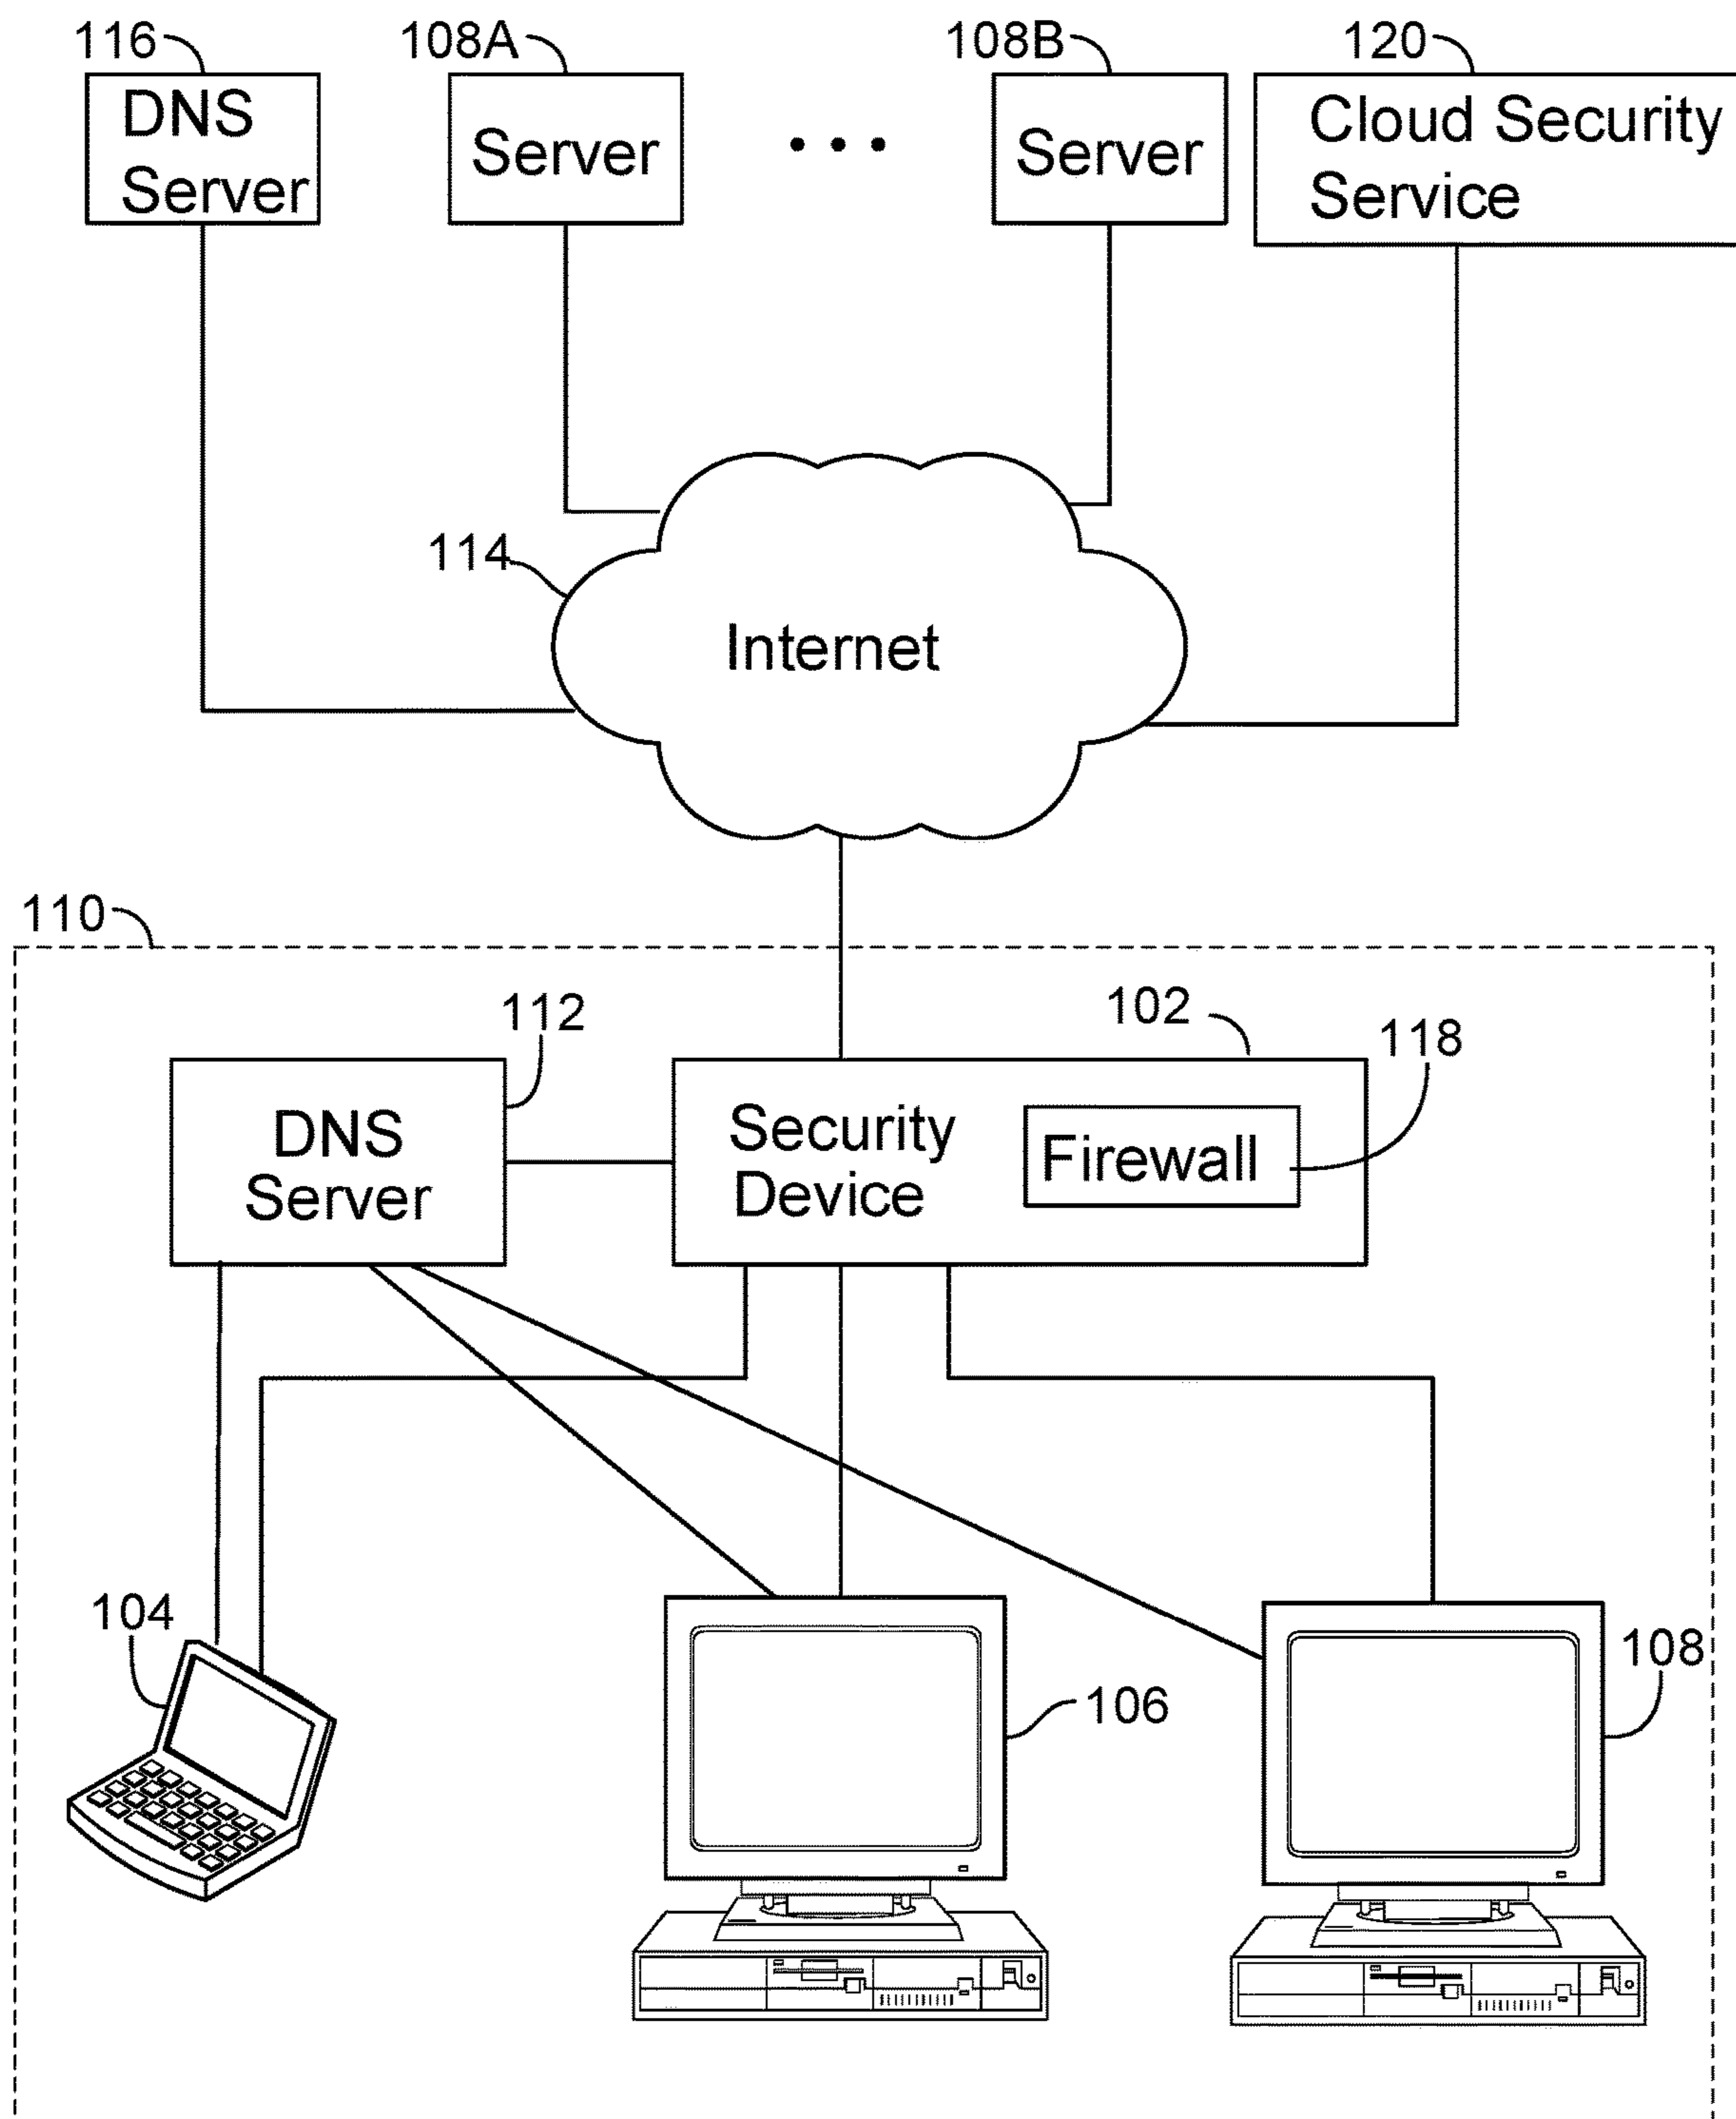 116
108A
108B
120
DNS
Server
Server
...
Server
Cloud Security
Service
114
Internet
110
112
102
118
DNS
Server
Security
Device
Firewall
104
106
108